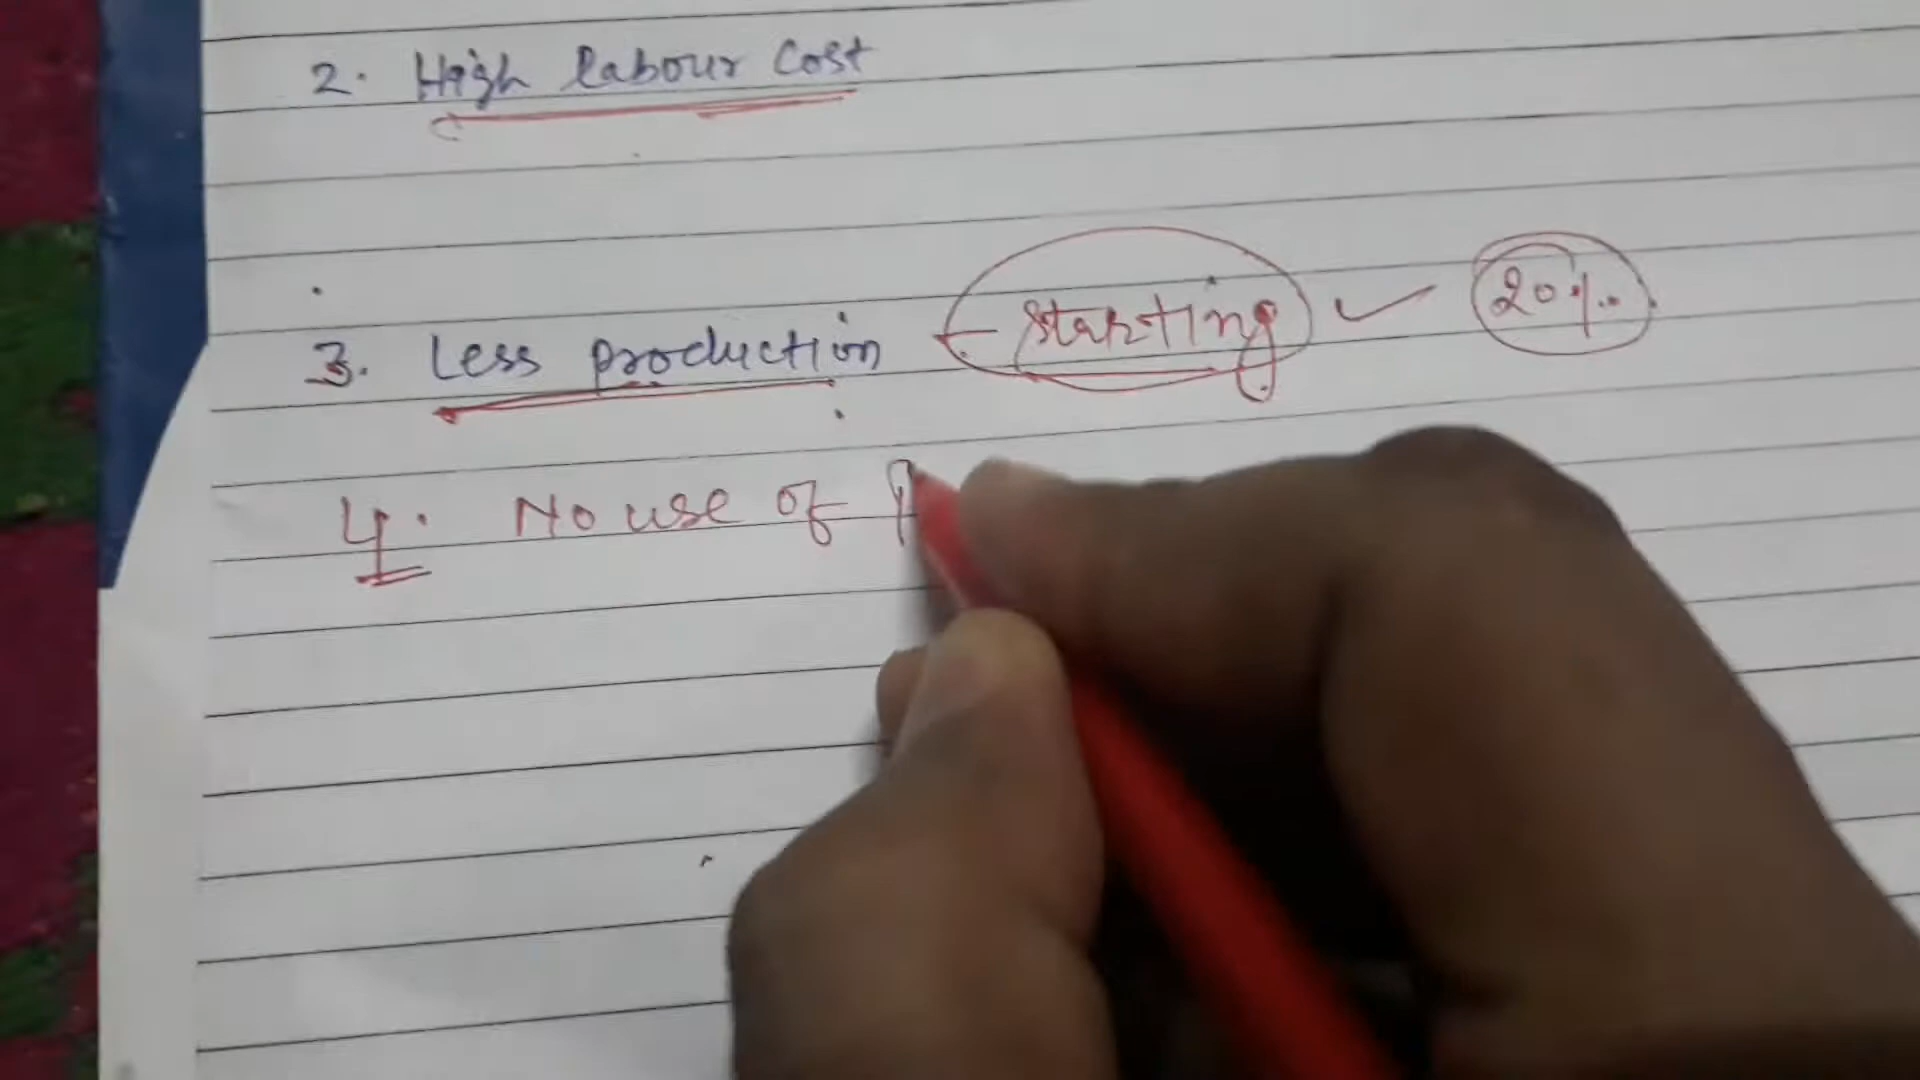 2. High labour Cost
3. Less production - starting ✓ 20%.
4. No use of